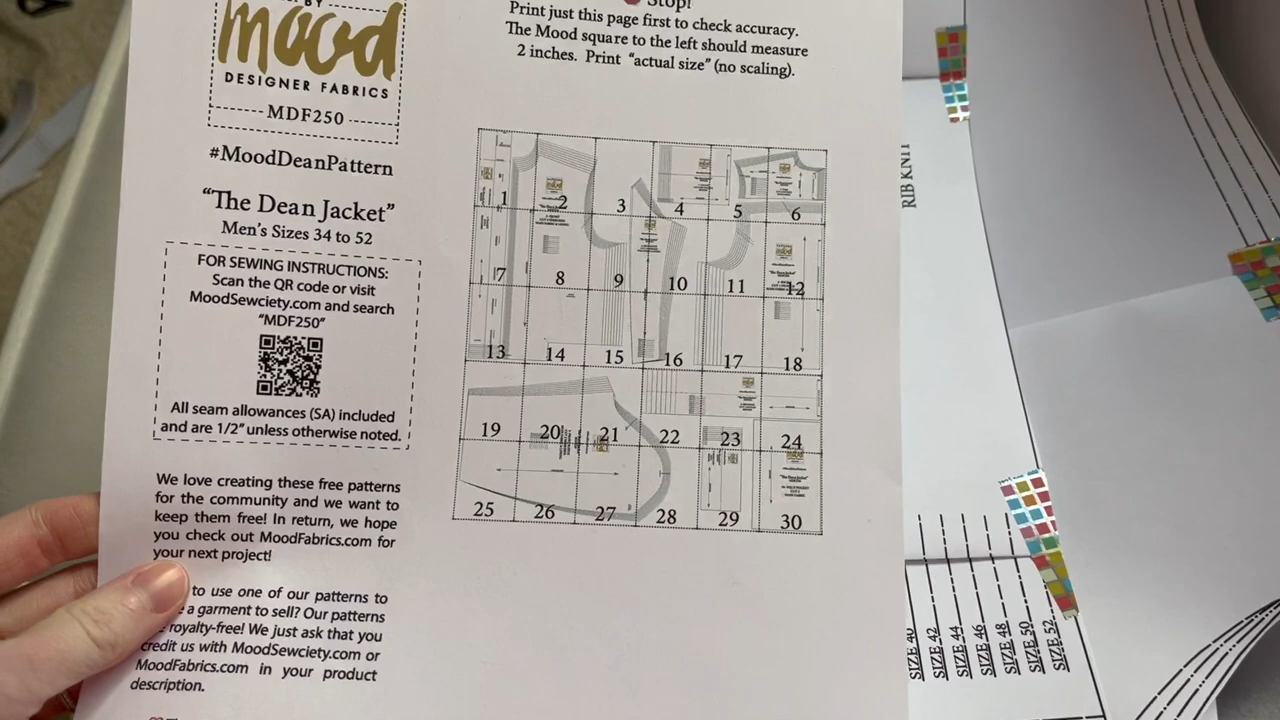 BY
mood
DESIGNER FABRICS
MDF250
#MoodDeanPattern
"The Dean Jacket"
Men's Sizes 34 to 52
FOR SEWING INSTRUCTIONS:
Scan the QR code or visit
MoodSewciety.com and search
"MDF250"
All seam allowances (SA) included
and are 1/2" unless otherwise noted.
We love creating these free patterns
for the community and we want to
keep them free! In return, we hope
you check out MoodFabrics.com for
your next project!
to use one of our patterns to
a garment to sell? Our patterns
royalty-free! We just ask that you
credit us with MoodSewciety.com or
MoodFabrics.com in your product
description.
Stop!
Print just this page first to check accuracy.
The Mood square to the left should measure
2 inches. Print "actual size" (no scaling).
1 2 3 4 5 6
7 8 9 10 11 12
13 14 15 16 17 18
19 20 21 22 23 24
25 26 27 28 29 30
RIB KNIT
SIZE 40
SIZE 42
SIZE 44
SIZE 46
SIZE 48
SIZE 50
SIZE 52